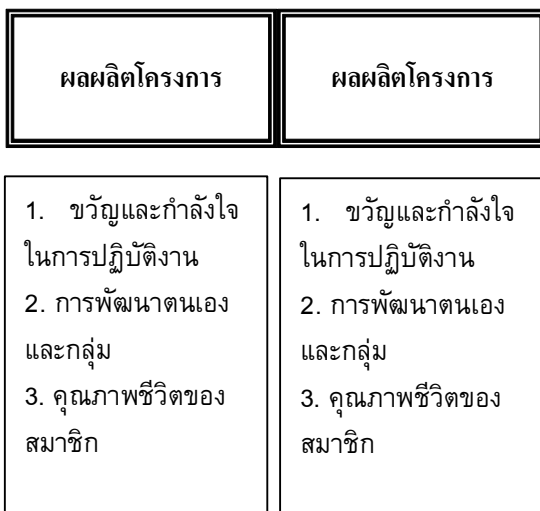 ผลผลิตโครงการ
ผลผลิตโครงการ
1. ขวัญและกำลังใจ
ในการปฏิบัติงาน
2. การพัฒนาตนเอง
และกลุ่ม
3. คุณภาพชีวิตของ
สมาชิก
1. ขวัญและกำลังใจ
ในการปฏิบัติงาน
2. การพัฒนาตนเอง
และกลุ่ม
3. คุณภาพชีวิตของ
สมาชิก